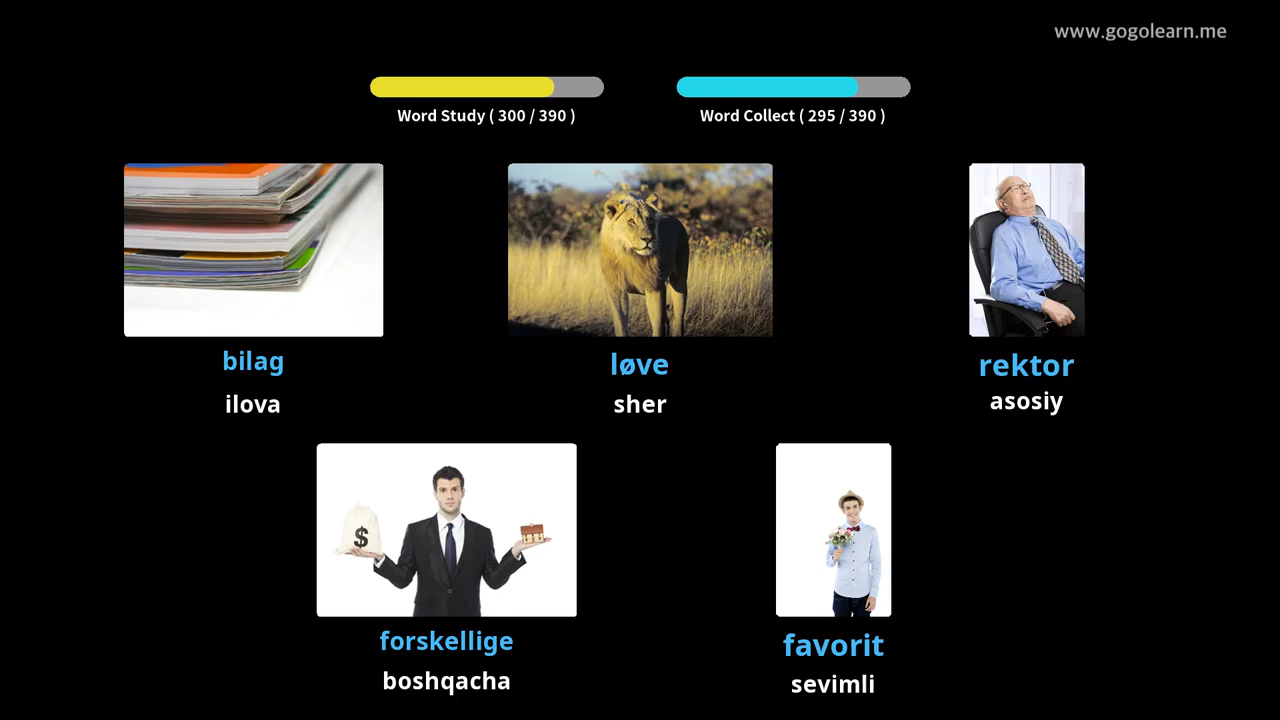 www.gogolearn.me
Word Study ( 300 / 390 )
Word Collect ( 295 / 390 )
bilag
ilova
løve
sher
rektor
asosiy
$
forskellige
boshqacha
favorit
sevimli